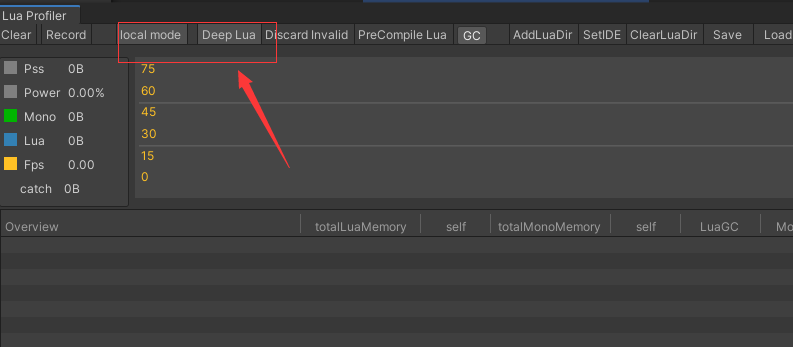 Lua Profiler
Clear Record local mode Deep Lua Discard Invalid PreCompile Lua GC AddLuaDir SetIDE ClearLuaDir Save Load
Pss 0B
Power 0.00%
Mono 0B
Lua 0B
Fps 0.00
catch 0B
75
60
45
30
15
0
Overview totalLuaMemory self totalMonoMemory self LuaGC Mo